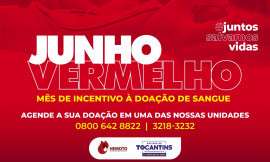 #juntos
salvamos
vidas
JUNHO
VERMELHO
MÊS DE INCENTIVO À DOAÇÃO DE SANGUE
AGENDE A SUA DOAÇÃO EM UMA DAS NOSSAS UNIDADES
0800 642 8822 | 3218-3232
HEMOTO
TOCANTINS